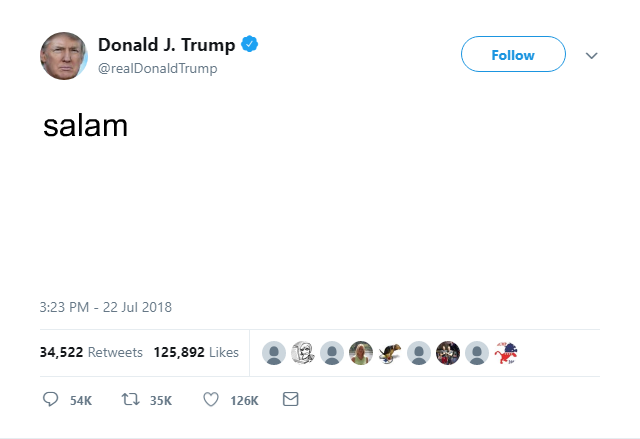 Donald J. Trump
@realDonaldTrump
Follow
salam
3:23 PM - 22 Jul 2018
34,522 Retweets 125,892 Likes
54K 35K 126K